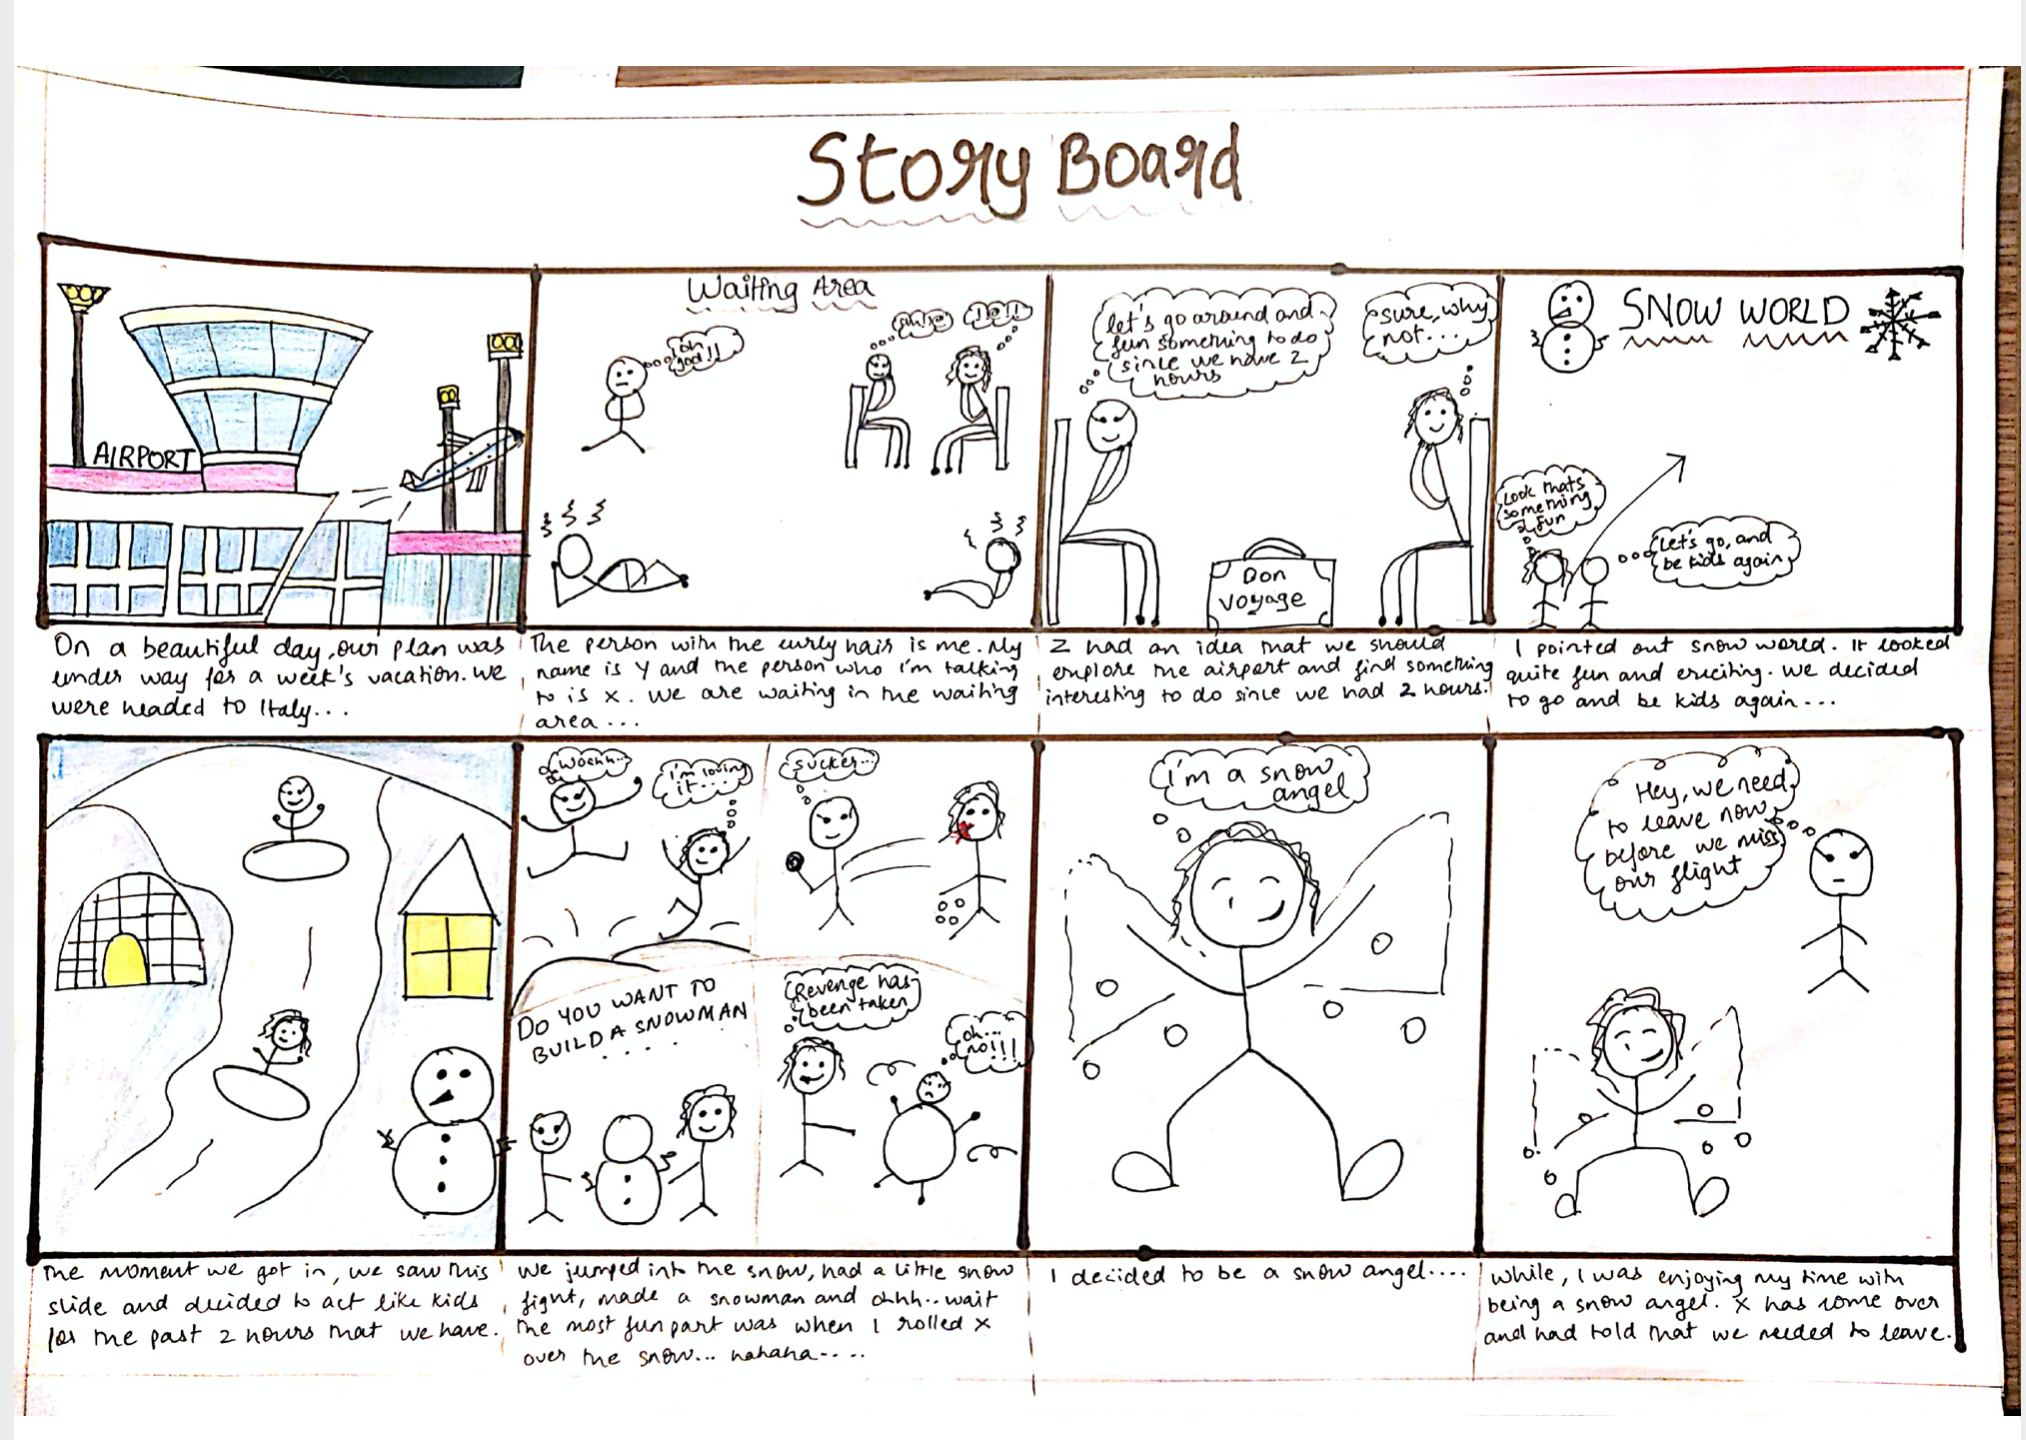 Story Board
AIRPORT
On a beautiful day, our plan was
under way for a week's vacation. We
were headed to Italy...
Waiting Area
oh
god!!
The person with the curly hair is me. My
name is Y and the person who i'm talking
to is X. We are waiting in the waiting
area...
let's go around and
fun something to do
since we have 2
hours
sure, why
not...
Don
voyage
Z had an idea that we should
explore the airport and find something
interesting to do since we had 2 hours.
SNOW WORLD
Look thats
something
fun
Let's go, and
be kids again
I pointed out snow world. It looked
quite fun and exciting. We decided
to go and be kids again...
The moment we got in, we saw this
slide and decided to act like kids
for the past 2 hours that we have.
Woohh...
i'm loving
it....
sucker...
DO YOU WANT TO
BUILD A SNOWMAN
....
Revenge has
been taken
oh...
no!!!
We jumped into the snow, had a little snow
fight, made a snowman and ohhh.. wait
the most fun part was when I rolled X
over the snow... hahaha....
i'm a snow
angel
I decided to be a snow angel....
Hey, we need
to leave now
before we miss
our flight
While, I was enjoying my time with
being a snow angel. X has come over
and had told that we needed to leave.